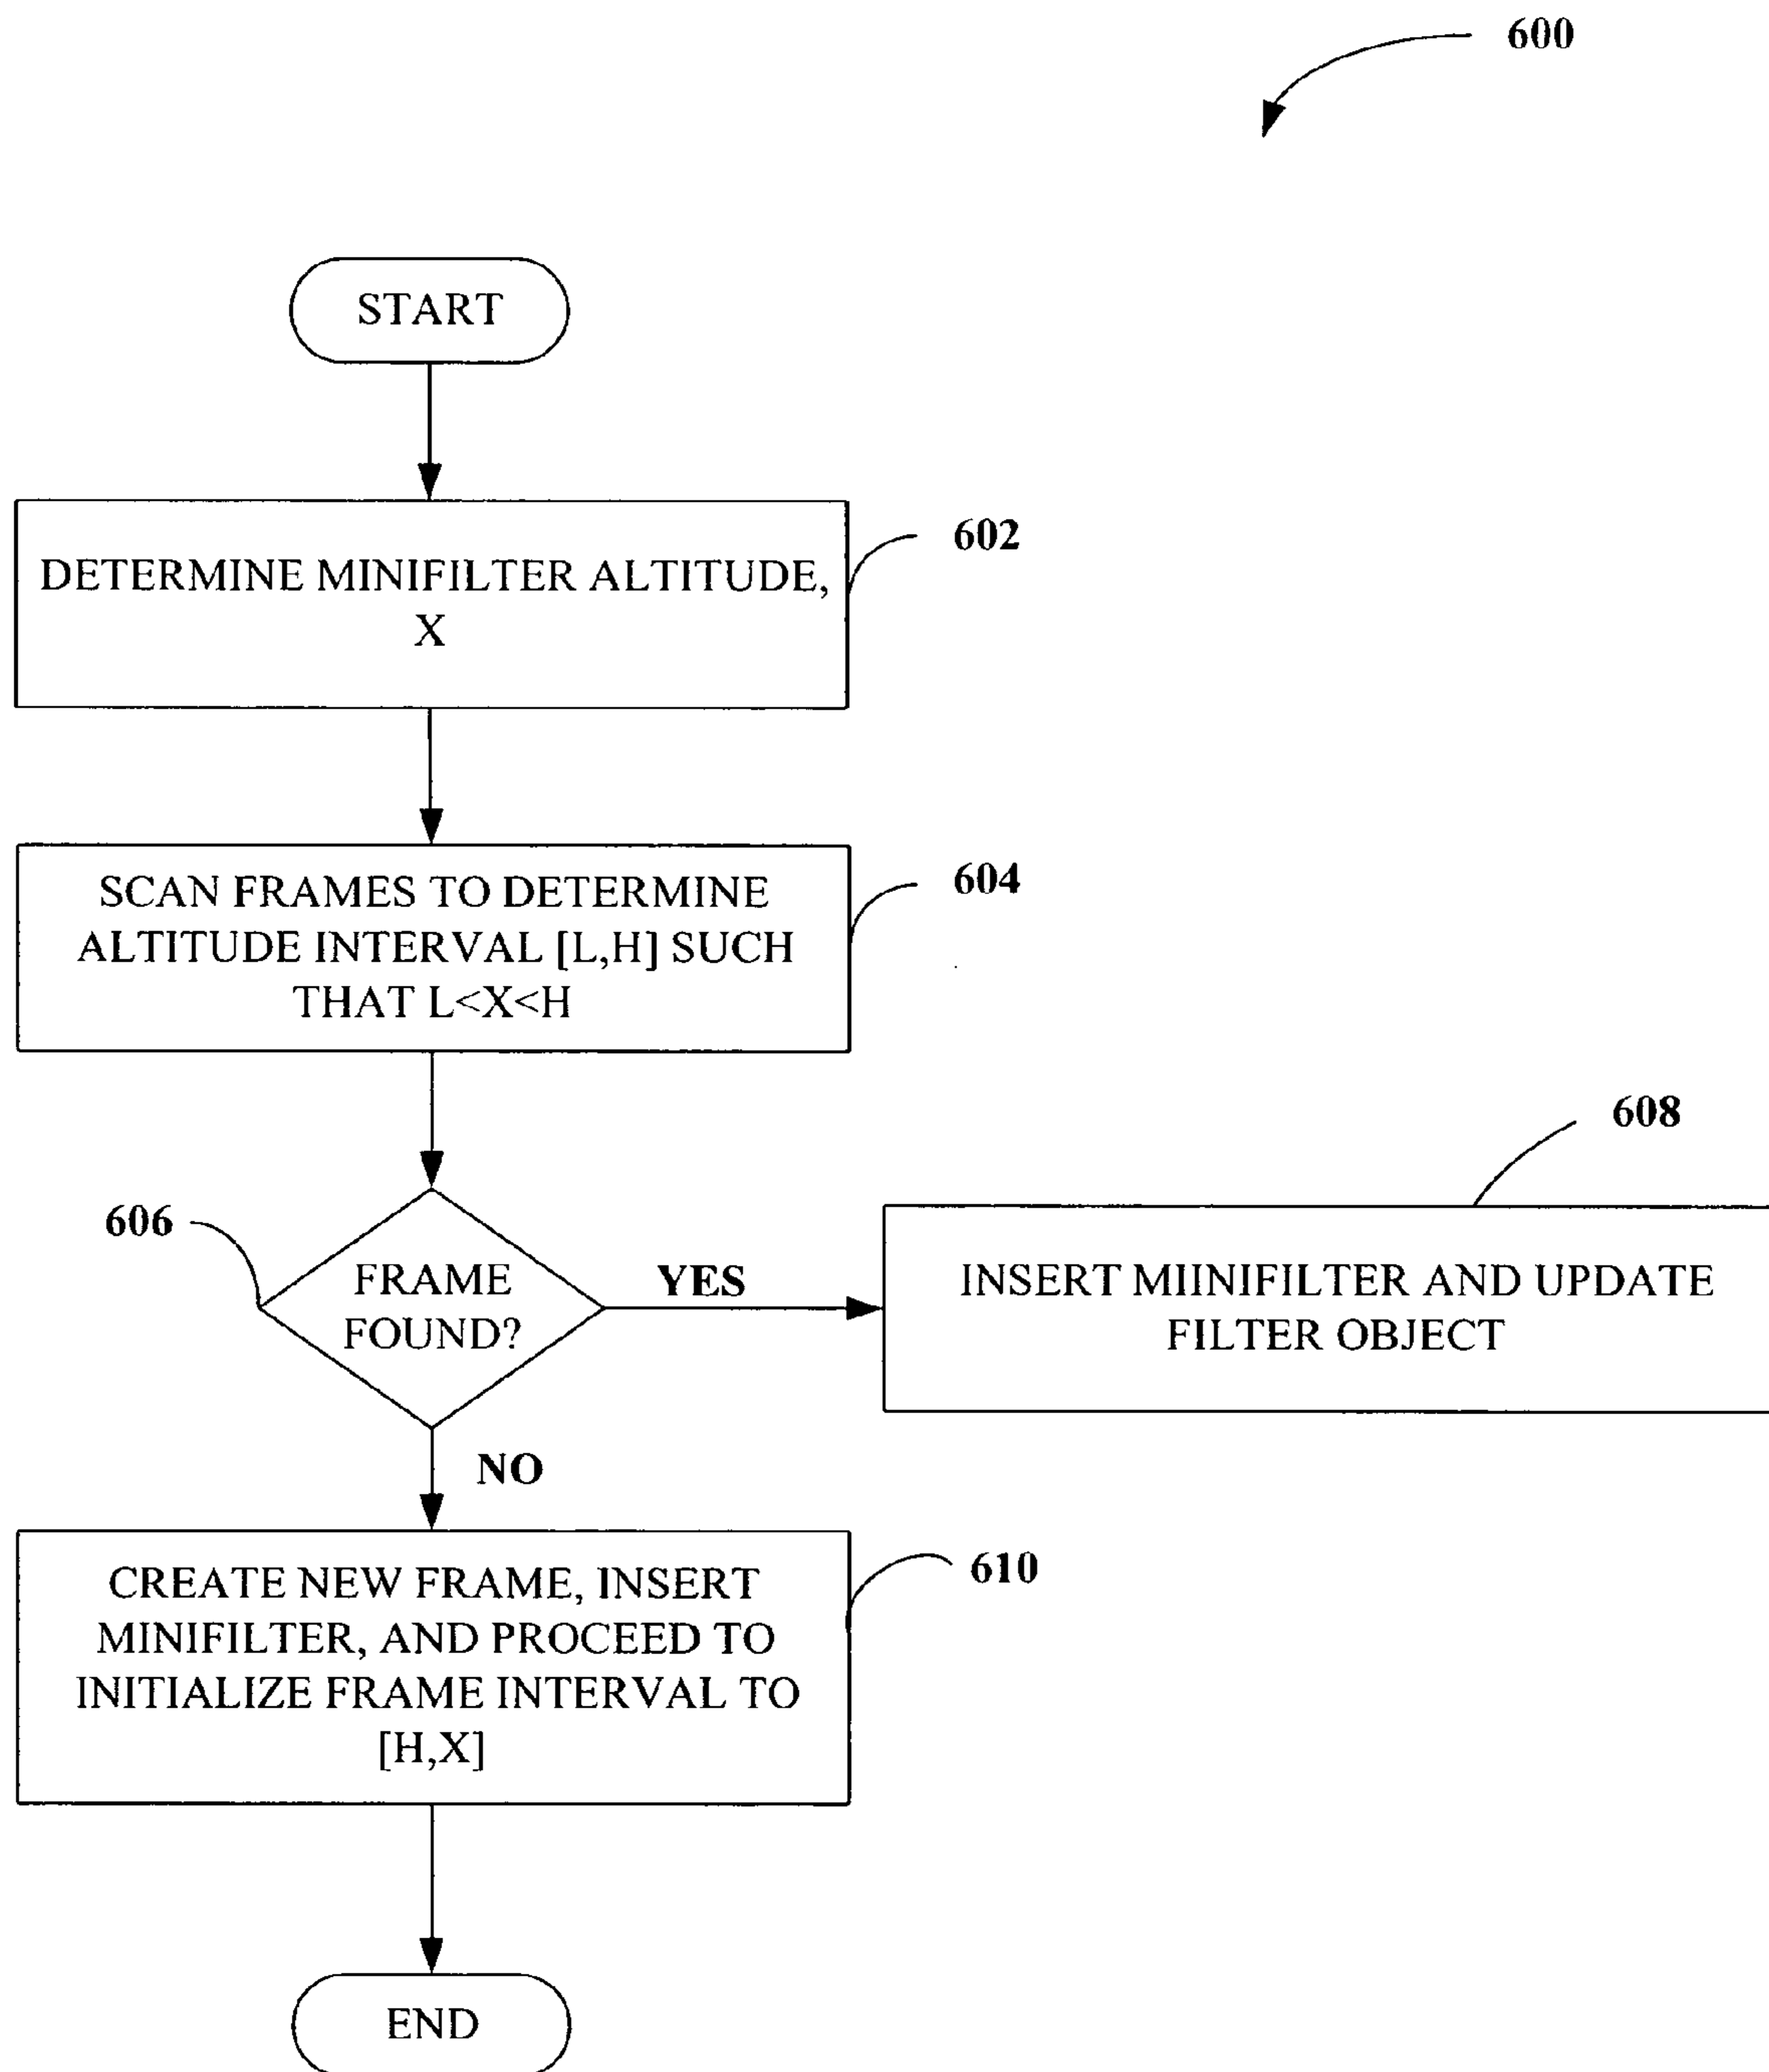 600
START
602
DETERMINE MINIFILTER ALTITUDE,
X
604
SCAN FRAMES TO DETERMINE
ALTITUDE INTERVAL [L,H] SUCH
THAT L<X<H
606
FRAME
FOUND?
YES
608
INSERT MIINIFILTER AND UPDATE
FILTER OBJECT
NO
610
CREATE NEW FRAME, INSERT
MINIFILTER, AND PROCEED TO
INITIALIZE FRAME INTERVAL TO
[H,X]
END